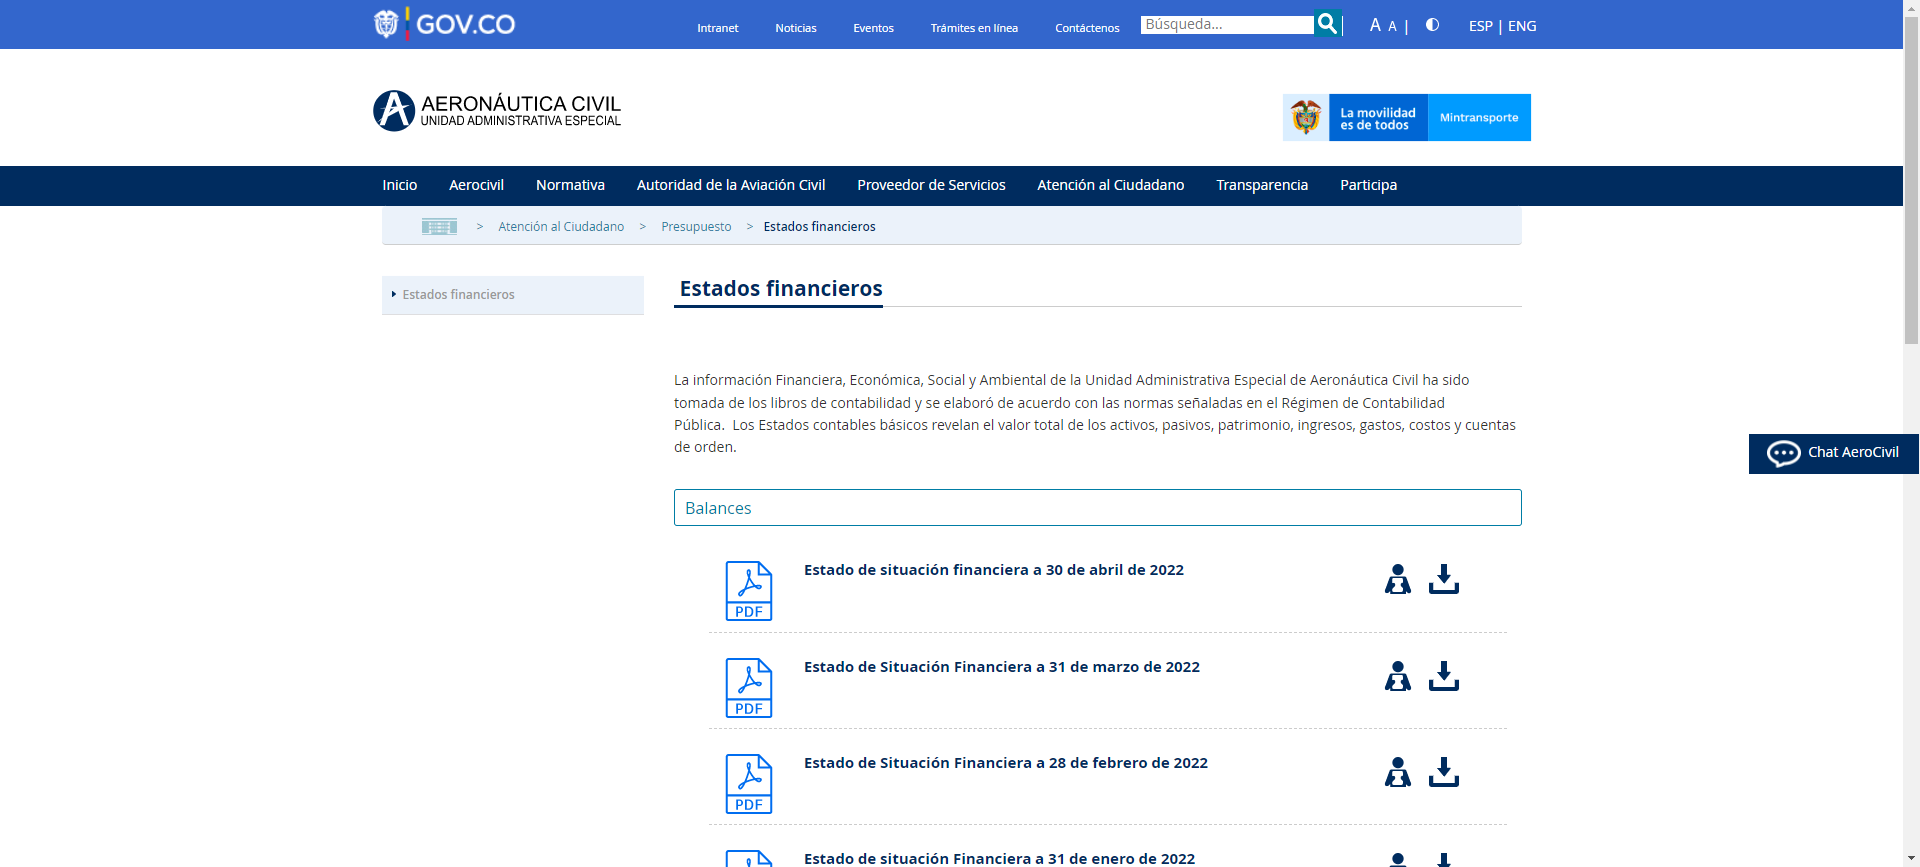 GOV.CO
Intranet
Noticias
Eventos
Trámites en línea
Contáctenos
Búsqueda...
A A |
ESP | ENG
AERONÁUTICA CIVIL
UNIDAD ADMINISTRATIVA ESPECIAL
La movilidad
es de todos
Mintransporte
Inicio
Aerocivil
Normativa
Autoridad de la Aviación Civil
Proveedor de Servicios
Atención al Ciudadano
Transparencia
Participa
> Atención al Ciudadano > Presupuesto > Estados financieros
Estados financieros
Estados financieros
La información Financiera, Económica, Social y Ambiental de la Unidad Administrativa Especial de Aeronáutica Civil ha sido
tomada de los libros de contabilidad y se elaboró de acuerdo con las normas señaladas en el Régimen de Contabilidad
Pública.  Los Estados contables básicos revelan el valor total de los activos, pasivos, patrimonio, ingresos, gastos, costos y cuentas
de orden.
Chat AeroCivil
Balances
PDF
Estado de situación financiera a 30 de abril de 2022
PDF
Estado de Situación Financiera a 31 de marzo de 2022
PDF
Estado de Situación Financiera a 28 de febrero de 2022
Estado de situación Financiera a 31 de enero de 2022